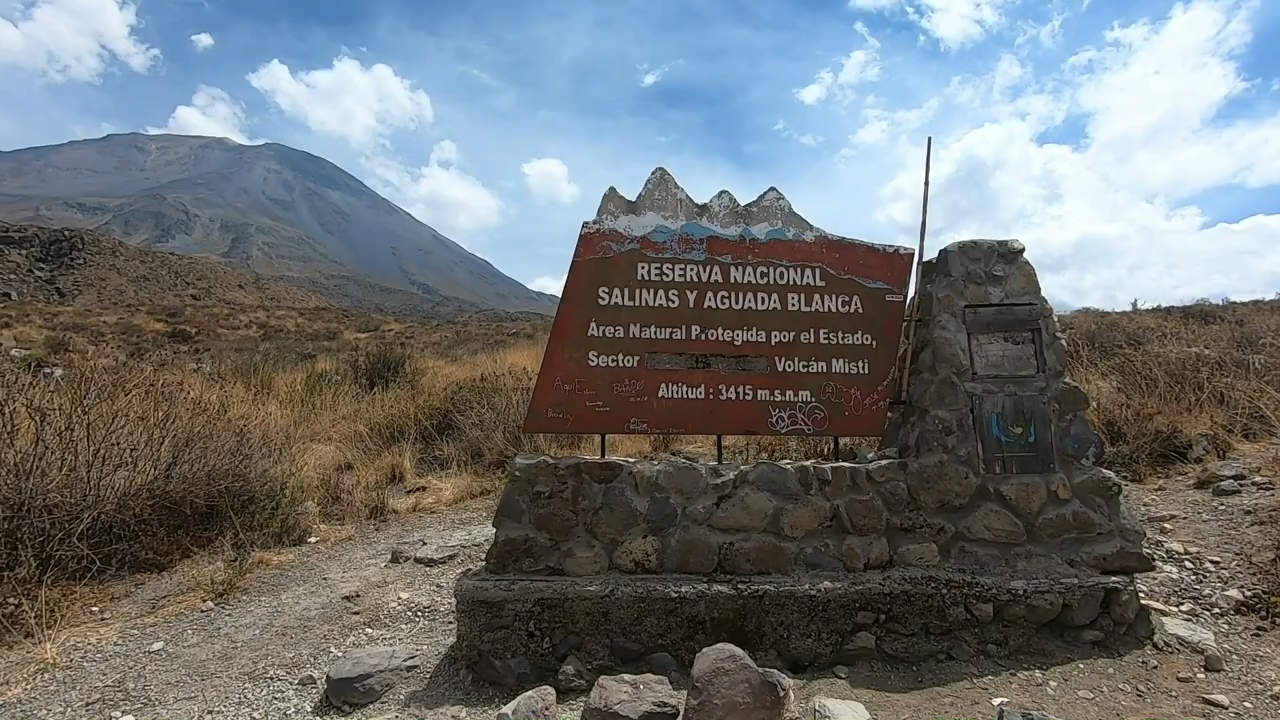 RESERVA NACIONAL
SALINAS Y AGUADA BLANCA
Área Natural Protegida por el Estado,
Sector Volcán Misti
Altitud : 3415 m.s.n.m.